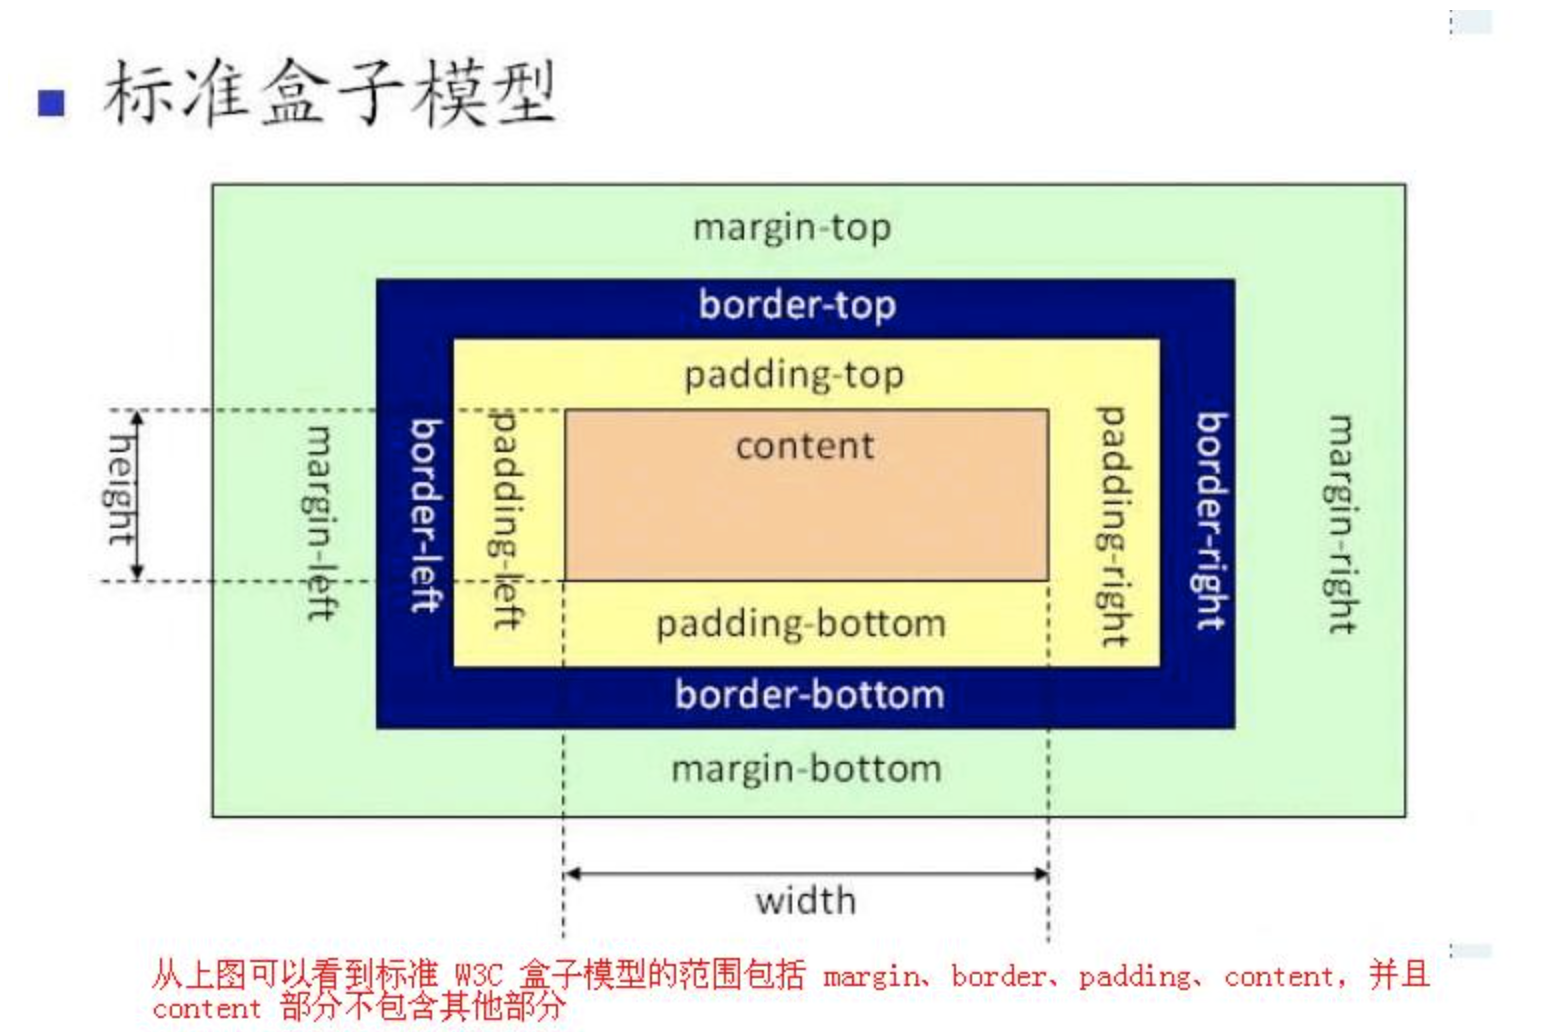 标准盒子模型
margin-top
border-top
padding-top
height
margin-left
border-left
padding-left
content
padding-right
border-right
margin-right
padding-bottom
border-bottom
margin-bottom
width
从上图可以看到标准 W3C 盒子模型的范围包括 margin、border、padding、content，并且
content 部分不包含其他部分